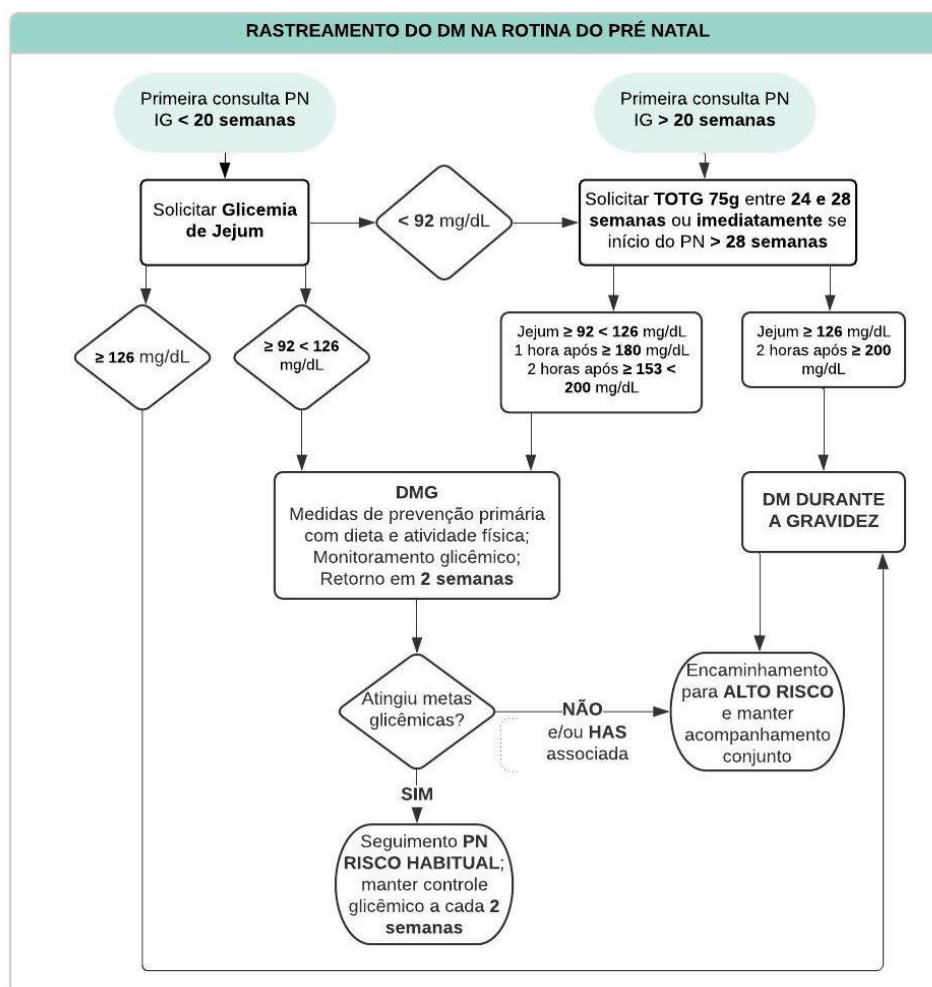 RASTREAMENTO DO DM NA ROTINA DO PRÉ NATAL
Primeira consulta PN
IG < 20 semanas
Primeira consulta PN
IG > 20 semanas
Solicitar Glicemia
de Jejum
< 92 mg/dL
Solicitar TOTG 75g entre 24 e 28
semanas ou imediatamente se
início do PN > 28 semanas
≥ 126 mg/dL
≥ 92 < 126
mg/dL
Jejum ≥ 92 < 126 mg/dL
1 hora após ≥ 180 mg/dL
2 horas após ≥ 153 <
200 mg/dL
Jejum ≥ 126 mg/dL
2 horas após ≥ 200
mg/dL
DMG
Medidas de prevenção primária
com dieta e atividade física;
Monitoramento glicêmico;
Retorno em 2 semanas
DM DURANTE
A GRAVIDEZ
Atingiu metas
glicêmicas?
NÃO
e/ou HAS
associada
Encaminhamento
para ALTO RISCO
e manter
acompanhamento
conjunto
SIM
Seguimento PN
RISCO HABITUAL;
manter controle
glicêmico a cada 2
semanas